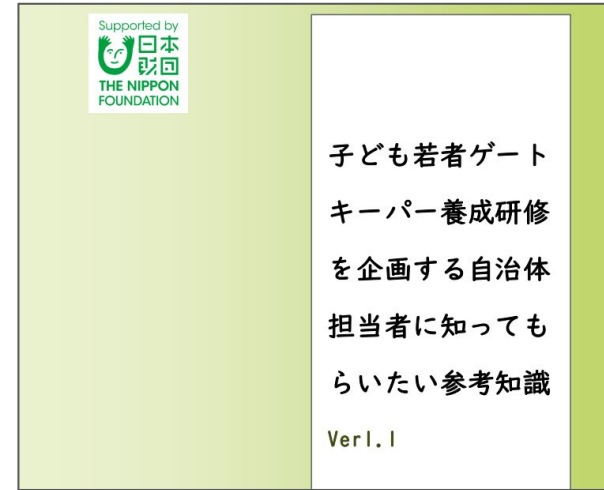 Supported by
日本
財団
THE NIPPON
FOUNDATION
子ども若者ゲート
キーパー養成研修
を企画する自治体
担当者に知っても
らいたい参考知識
Ver1.1